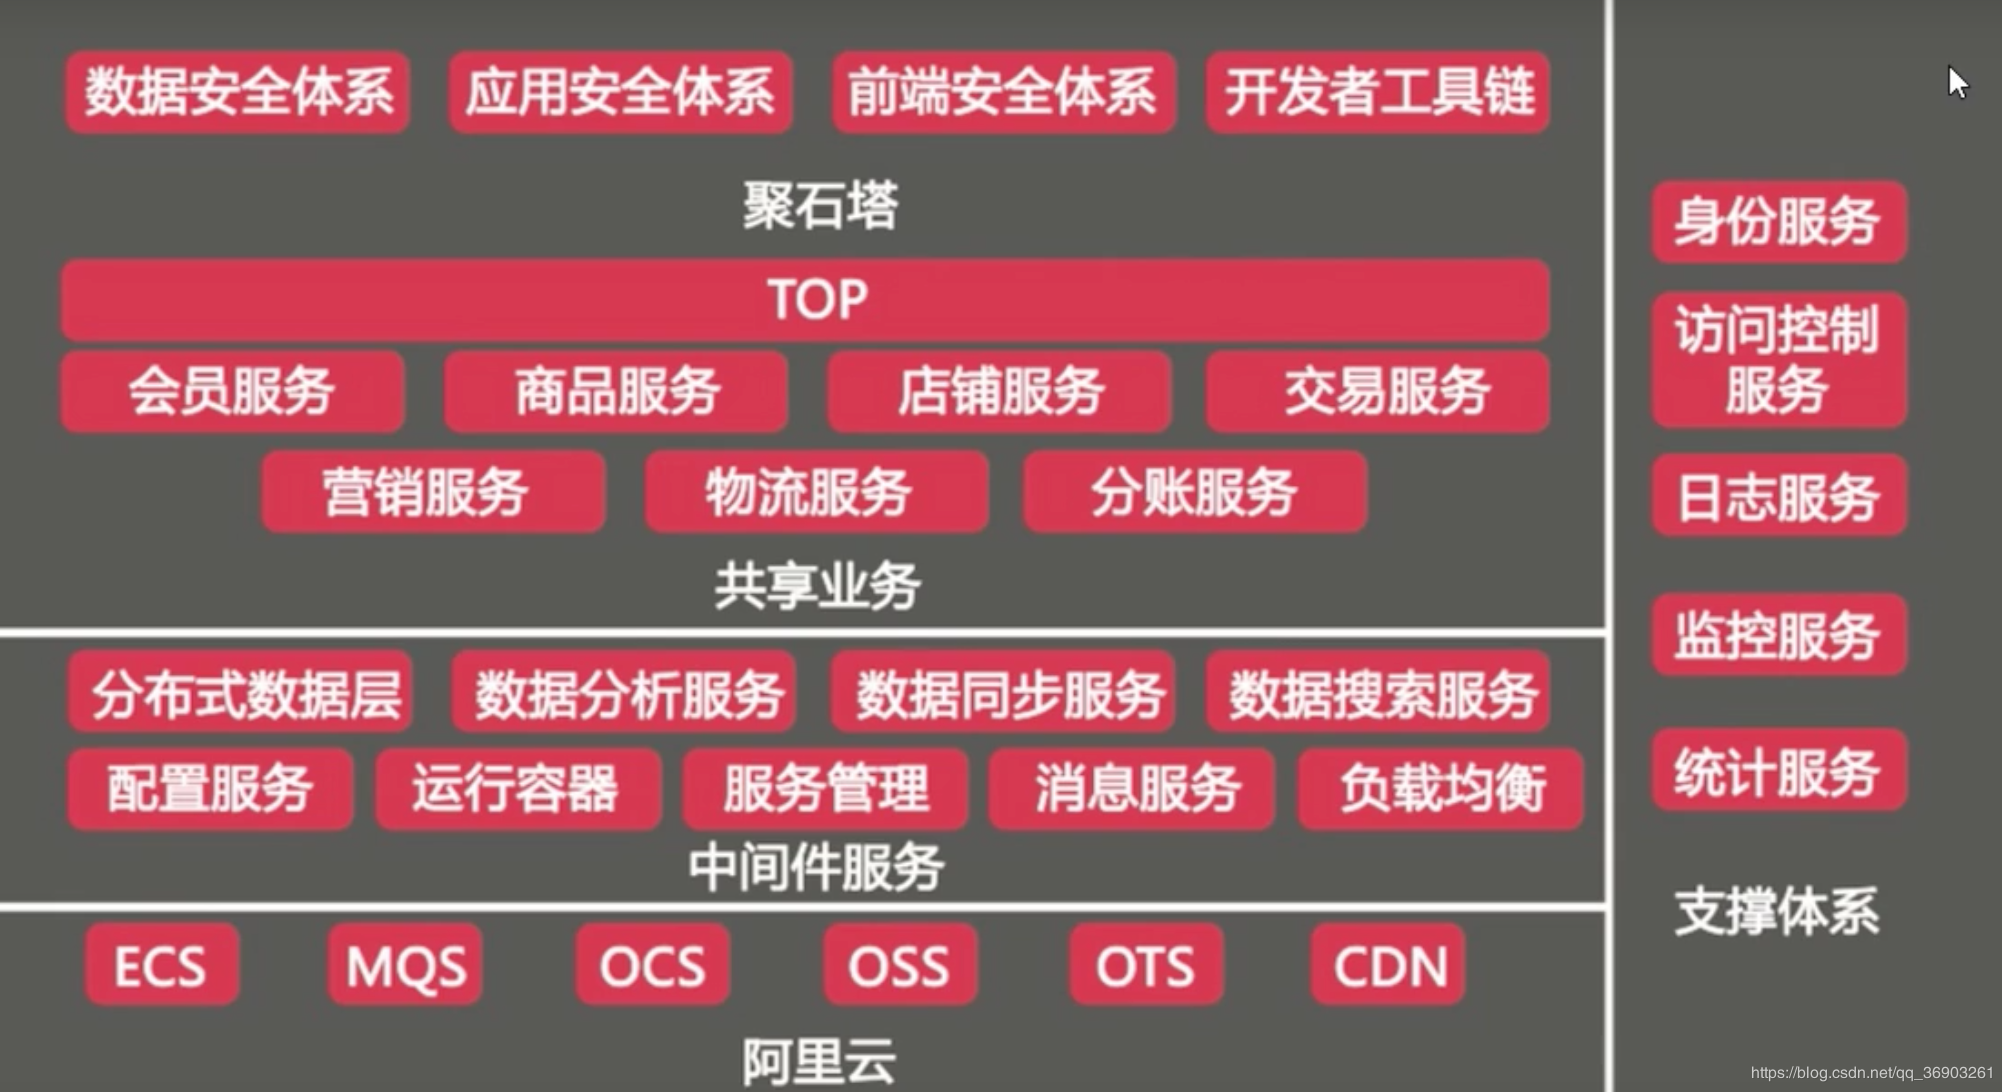 数据安全体系 应用安全体系 前端安全体系 开发者工具链
聚石塔
TOP
会员服务 商品服务 店铺服务 交易服务
营销服务 物流服务 分账服务
共享业务
分布式数据层 数据分析服务 数据同步服务 数据搜索服务
配置服务 运行容器 服务管理 消息服务 负载均衡
中间件服务
ECS MQS OCS OSS OTS CDN
阿里云
身份服务
访问控制
服务
日志服务
监控服务
统计服务
支撑体系
https://blog.csdn.net/qq_36903261